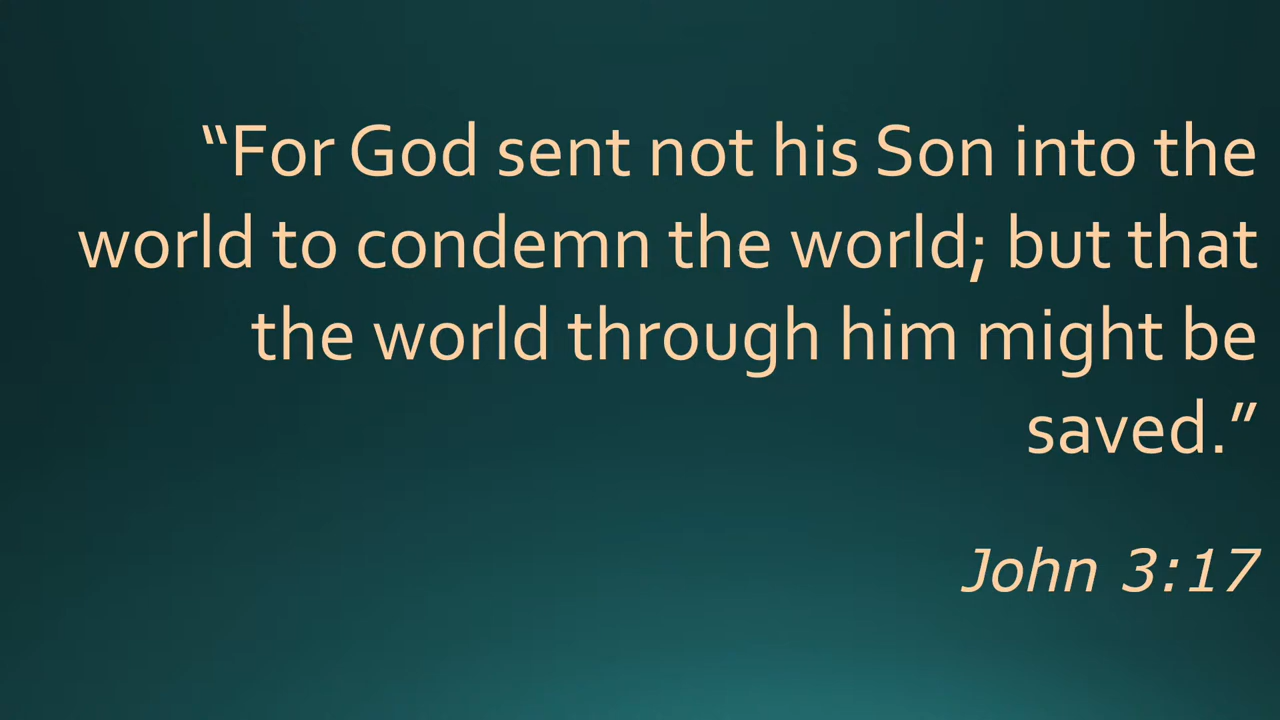 “For God sent not his Son into the
world to condemn the world; but that
the world through him might be
saved.”
John 3:17